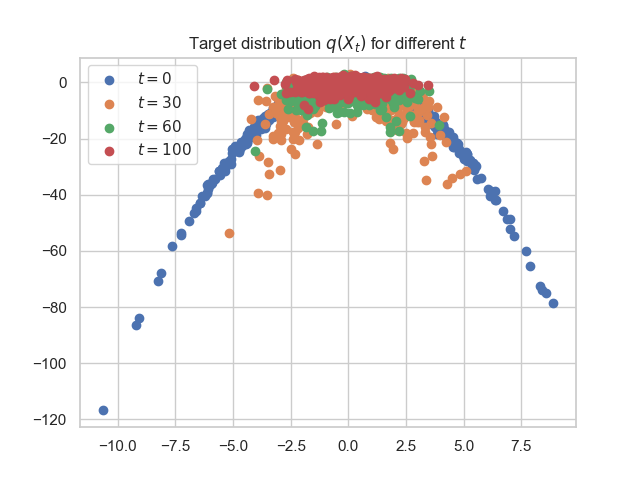 Target distribution q(X_t) for different t
t = 0
t = 30
t = 60
t = 100
0
−20
−40
−60
−80
−100
−120
−10.0 −7.5 −5.0 −2.5 0.0 2.5 5.0 7.5